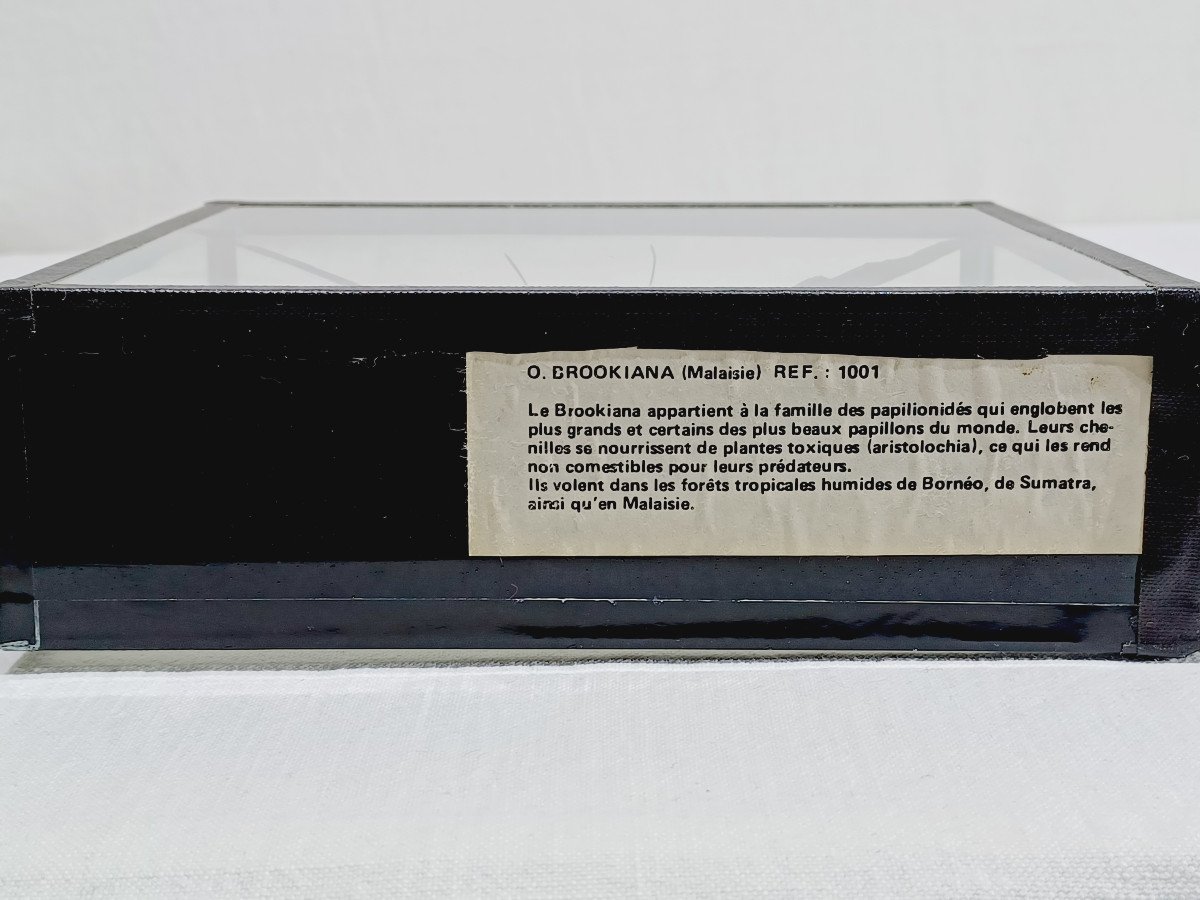 O. BROOKIANA (Malaisie) REF. : 1001
Le Brookiana appartient à la famille des papilionidés qui englobent les
plus grands et certains des plus beaux papillons du monde. Leurs che-
nilles se nourrissent de plantes toxiques (aristolochia), ce qui les rend
non comestibles pour leurs prédateurs.
Ils volent dans les forêts tropicales humides de Bornéo, de Sumatra,
ainsi qu'en Malaisie.